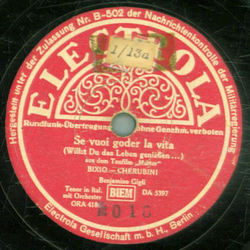 Hergestellt unter der Zulassung Nr. B-502 der Nachrichtenkontrolle der Militärregierung
ELECTROLA
1/13a
Rundfunk-Übertragung ohne Genehm. verboten
Se vuoi goder la vita
(Willst Du das Leben genießen...)
aus dem Tonfilm „Mutter"
BIXIO — CHERUBINI
Benjamino Gigli
Tenor in Ital.
mit Orchester
BIEM
DA 5397
ORA
Electrola Gesellschaft m. b. H. Berlin